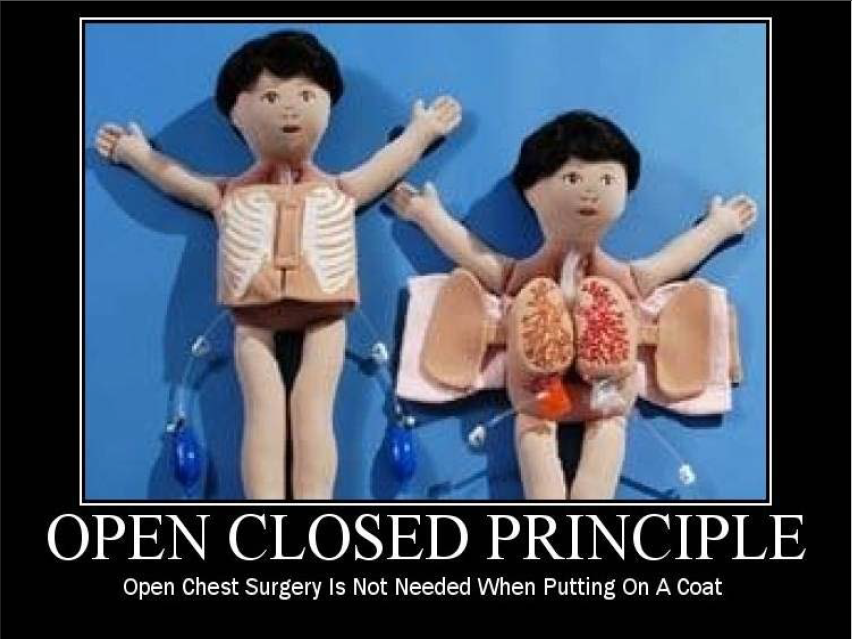 OPEN CLOSED PRINCIPLE
Open Chest Surgery Is Not Needed When Putting On A Coat